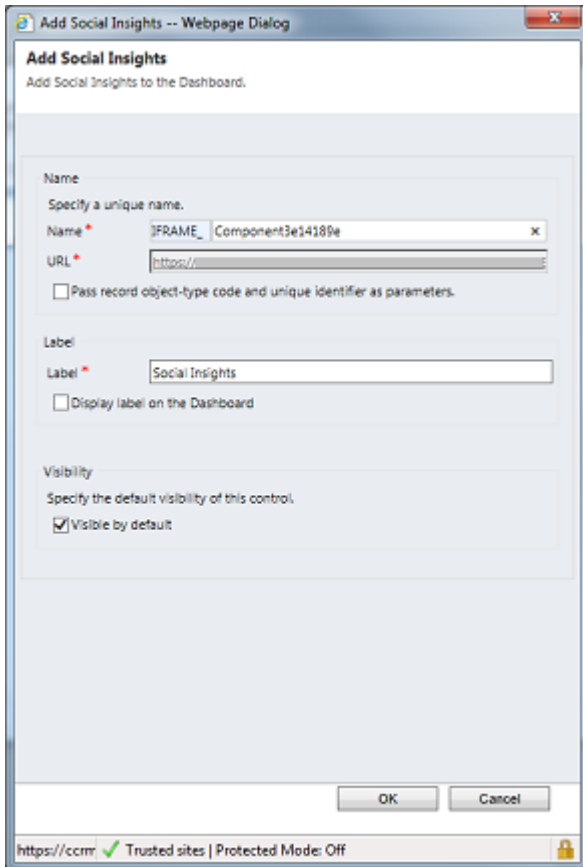 Add Social Insights -- Webpage Dialog
Add Social Insights
Add Social Insights to the Dashboard.
Name
Specify a unique name.
Name * IFRAME_ Component3e14189e
URL * https://
Pass record object-type code and unique identifier as parameters.
Label
Label * Social Insights
Display label on the Dashboard
Visibility
Specify the default visibility of this control.
Visible by default
OK Cancel
https://ccrm Trusted sites | Protected Mode: Off